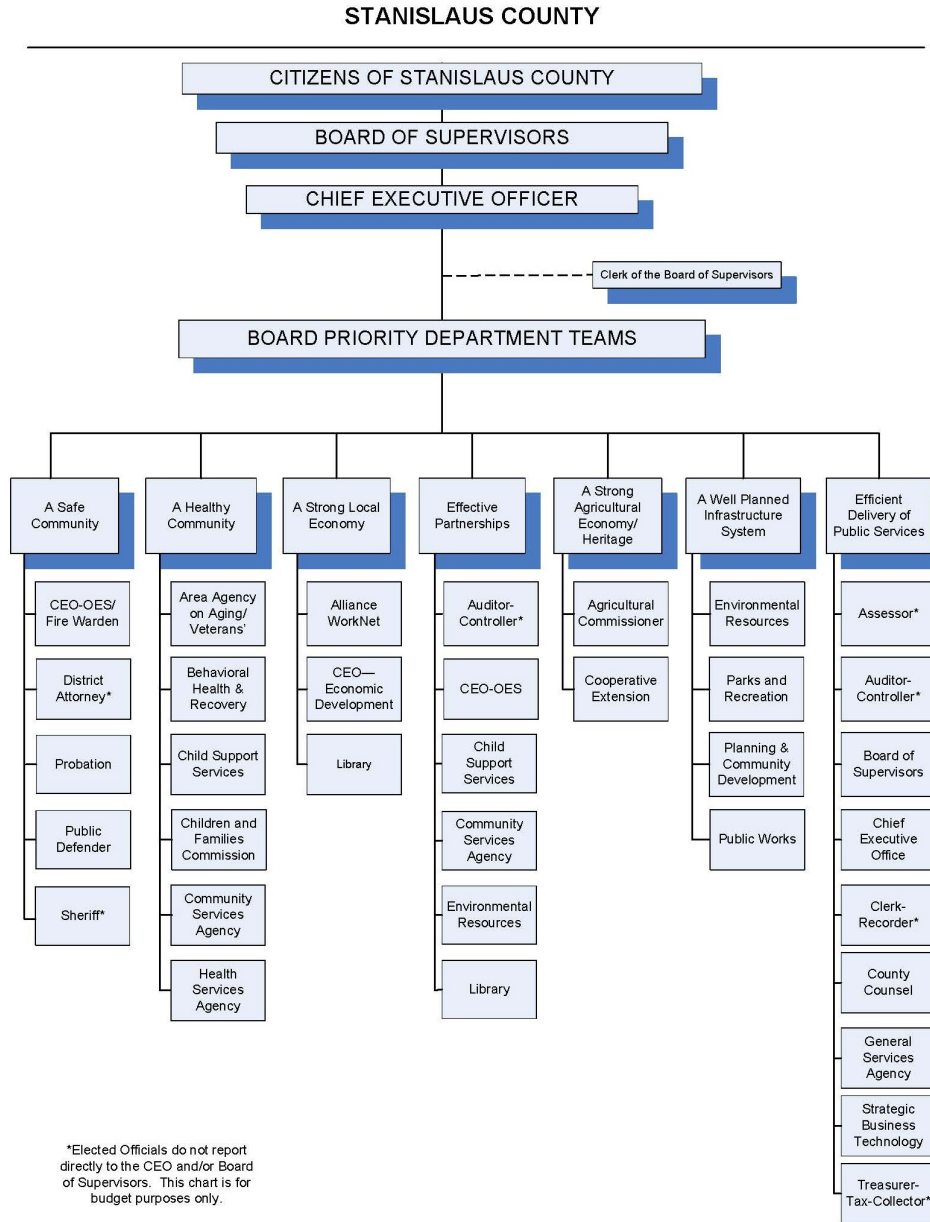 STANISLAUS COUNTY
CITIZENS OF STANISLAUS COUNTY
BOARD OF SUPERVISORS
CHIEF EXECUTIVE OFFICER
Clerk of the Board of Supervisors
BOARD PRIORITY DEPARTMENT TEAMS
A Safe
Community
CEO-OES/
Fire Warden
District
Attorney*
Probation
Public
Defender
Sheriff*
A Healthy
Community
Area Agency
on Aging/
Veterans’
Behavioral
Health &
Recovery
Child Support
Services
Children and
Families
Commission
Community
Services
Agency
Health
Services
Agency
A Strong Local
Economy
Alliance
WorkNet
CEO—
Economic
Development
Library
Effective
Partnerships
Auditor-
Controller*
CEO-OES
Child
Support
Services
Community
Services
Agency
Environmental
Resources
Library
A Strong
Agricultural
Economy/
Heritage
Agricultural
Commissioner
Cooperative
Extension
A Well Planned
Infrastructure
System
Environmental
Resources
Parks and
Recreation
Planning &
Community
Development
Public Works
Efficient
Delivery of
Public Services
Assessor*
Auditor-
Controller*
Board of
Supervisors
Chief
Executive
Office
Clerk-
Recorder*
County
Counsel
General
Services
Agency
Strategic
Business
Technology
Treasurer-
Tax-Collector*
*Elected Officials do not report
directly to the CEO and/or Board
of Supervisors. This chart is for
budget purposes only.